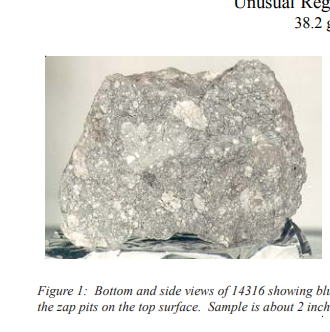 Unusual Reg
38.2 g
Figure 1: Bottom and side views of 14316 showing blu
the zap pits on the top surface. Sample is about 2 inch